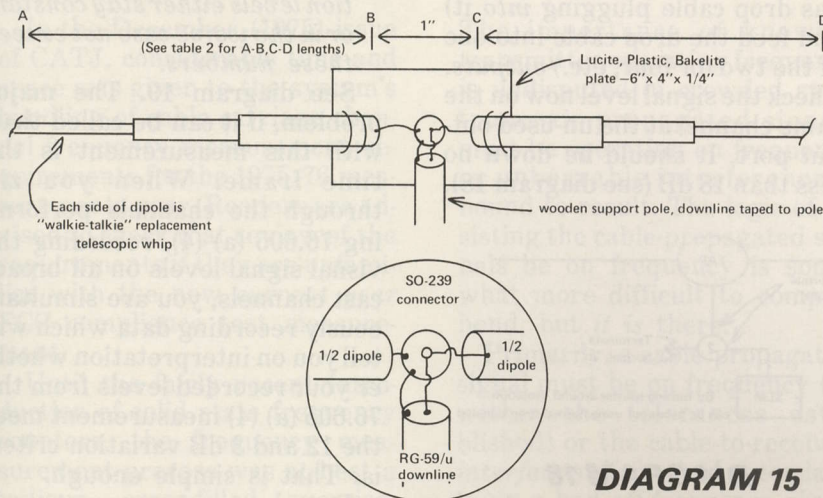 A
B
1"
C
D
(See table 2 for A-B,C-D lengths)
Lucite, Plastic, Bakelite
plate -- 6"x 4"x 1/4"
Each side of dipole is
"walkie talkie" replacement
telescopic whip
wooden support pole, downline taped to pole
SO-239
connector
1/2 dipole
1/2
dipole
RG-59/u
downline
DIAGRAM 15